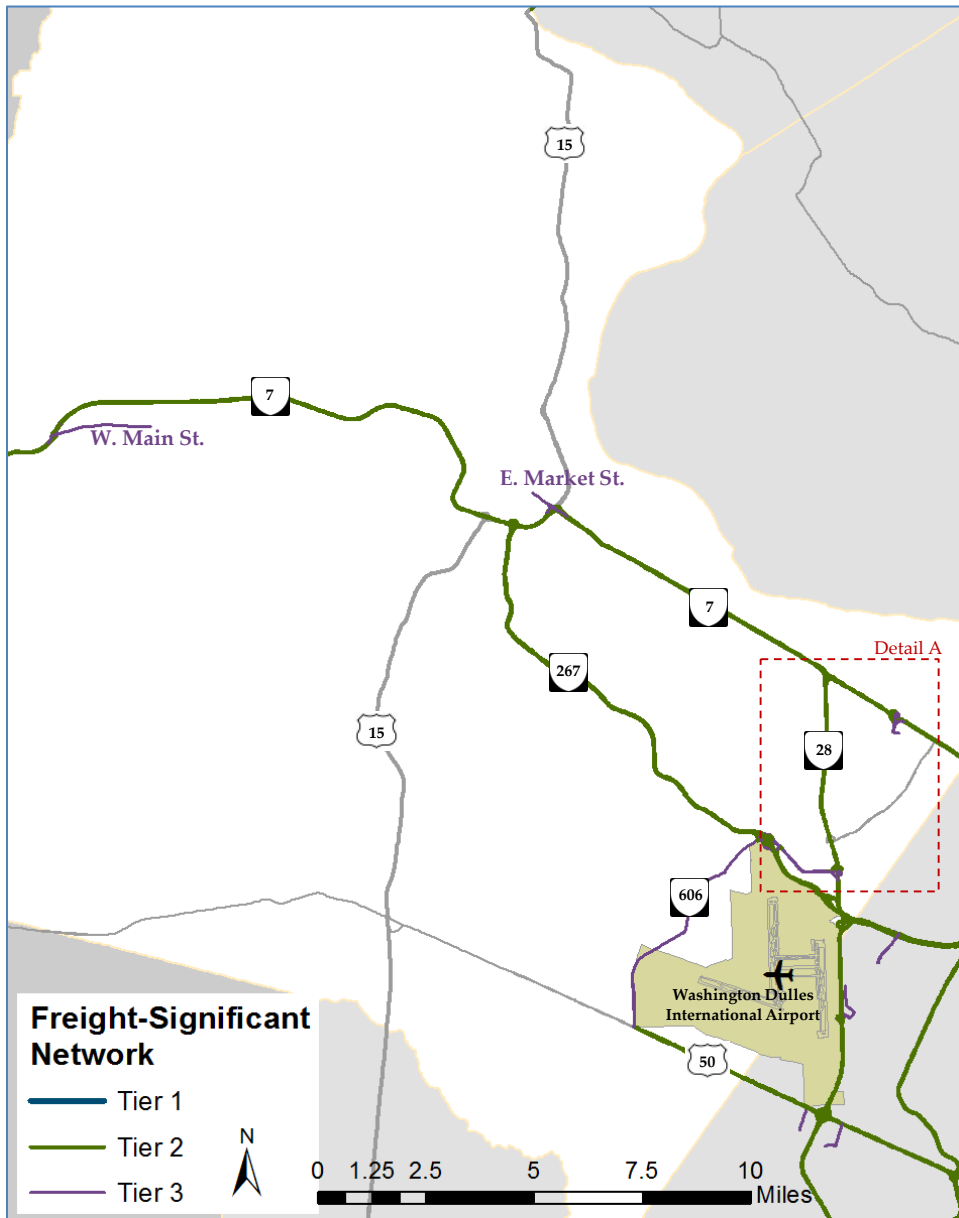 15
7
W. Main St.
E. Market St.
7
Detail A
267
15
28
606
Washington Dulles
International Airport
50
Freight-Significant
Network
Tier 1
Tier 2
Tier 3
N
0 1.25 2.5 5 7.5 10
Miles